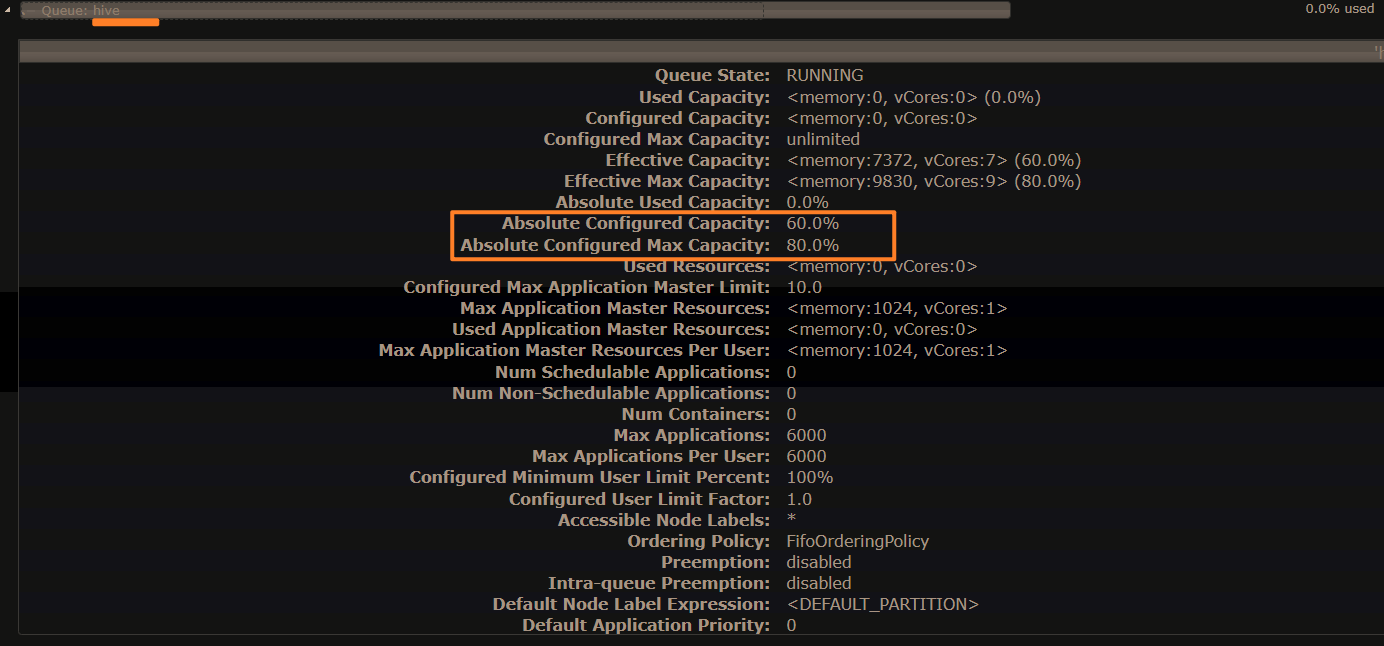 Queue: hive
0.0% used
'h
Queue State: RUNNING
Used Capacity: <memory:0, vCores:0> (0.0%)
Configured Capacity: <memory:0, vCores:0>
Configured Max Capacity: unlimited
Effective Capacity: <memory:7372, vCores:7> (60.0%)
Effective Max Capacity: <memory:9830, vCores:9> (80.0%)
Absolute Used Capacity: 0.0%
Absolute Configured Capacity: 60.0%
Absolute Configured Max Capacity: 80.0%
Used Resources: <memory:0, vCores:0>
Configured Max Application Master Limit: 10.0
Max Application Master Resources: <memory:1024, vCores:1>
Used Application Master Resources: <memory:0, vCores:0>
Max Application Master Resources Per User: <memory:1024, vCores:1>
Num Schedulable Applications: 0
Num Non-Schedulable Applications: 0
Num Containers: 0
Max Applications: 6000
Max Applications Per User: 6000
Configured Minimum User Limit Percent: 100%
Configured User Limit Factor: 1.0
Accessible Node Labels: *
Ordering Policy: FifoOrderingPolicy
Preemption: disabled
Intra-queue Preemption: disabled
Default Node Label Expression: <DEFAULT_PARTITION>
Default Application Priority: 0